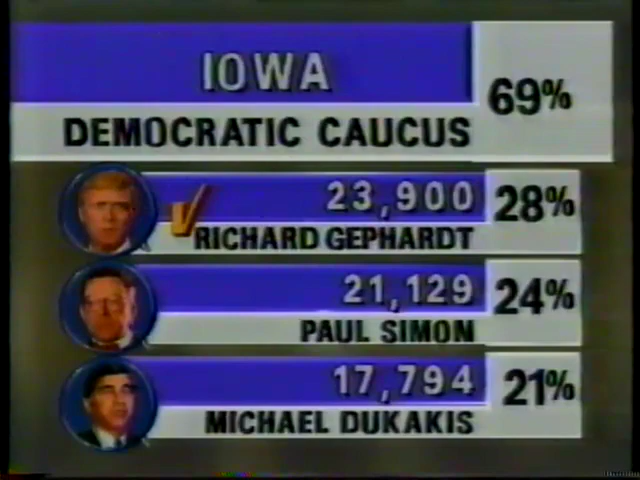 IOWA
69%
DEMOCRATIC CAUCUS
23,900
28%
RICHARD GEPHARDT
21,129
24%
PAUL SIMON
17,794
21%
MICHAEL DUKAKIS